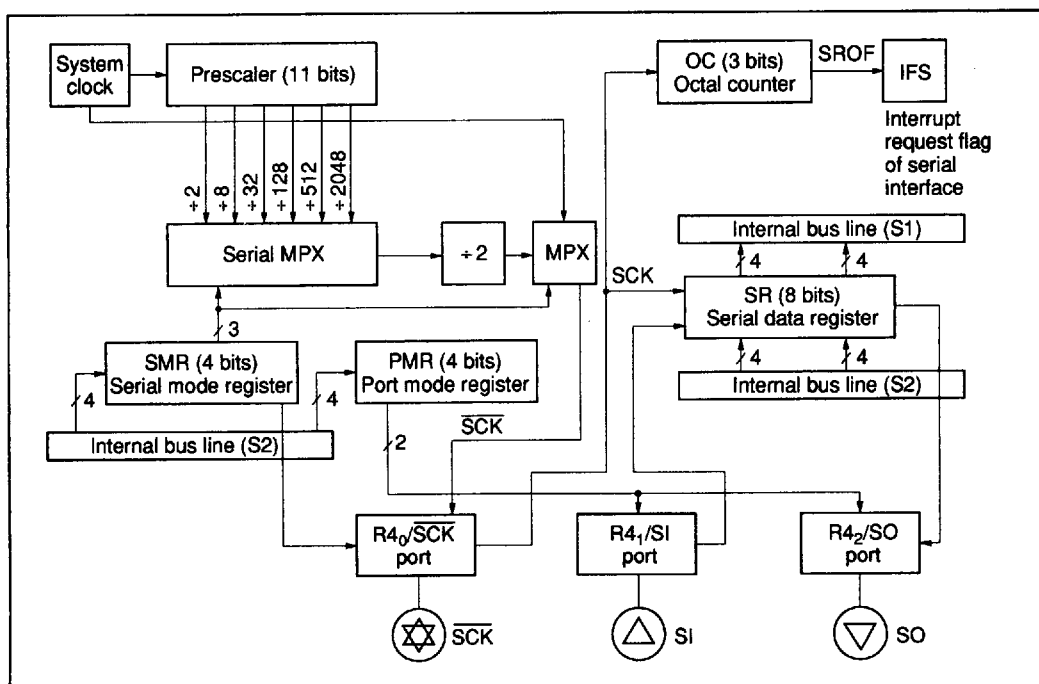 System
clock
Prescaler (11 bits)
OC (3 bits)
Octal counter
SROF
IFS
Interrupt
request flag
of serial
interface
÷2
÷8
÷32
÷128
÷512
÷2048
Serial MPX
÷2
MPX
Internal bus line (S1)
4
4
SCK
SR (8 bits)
Serial data register
3
4
4
Internal bus line (S2)
SMR (4 bits)
Serial mode register
PMR (4 bits)
Port mode register
4
4
Internal bus line (S2)
2
S̅C̅K̅
R4₀/S̅C̅K̅
port
R4₁/SI
port
R4₂/SO
port
S̅C̅K̅
SI
SO